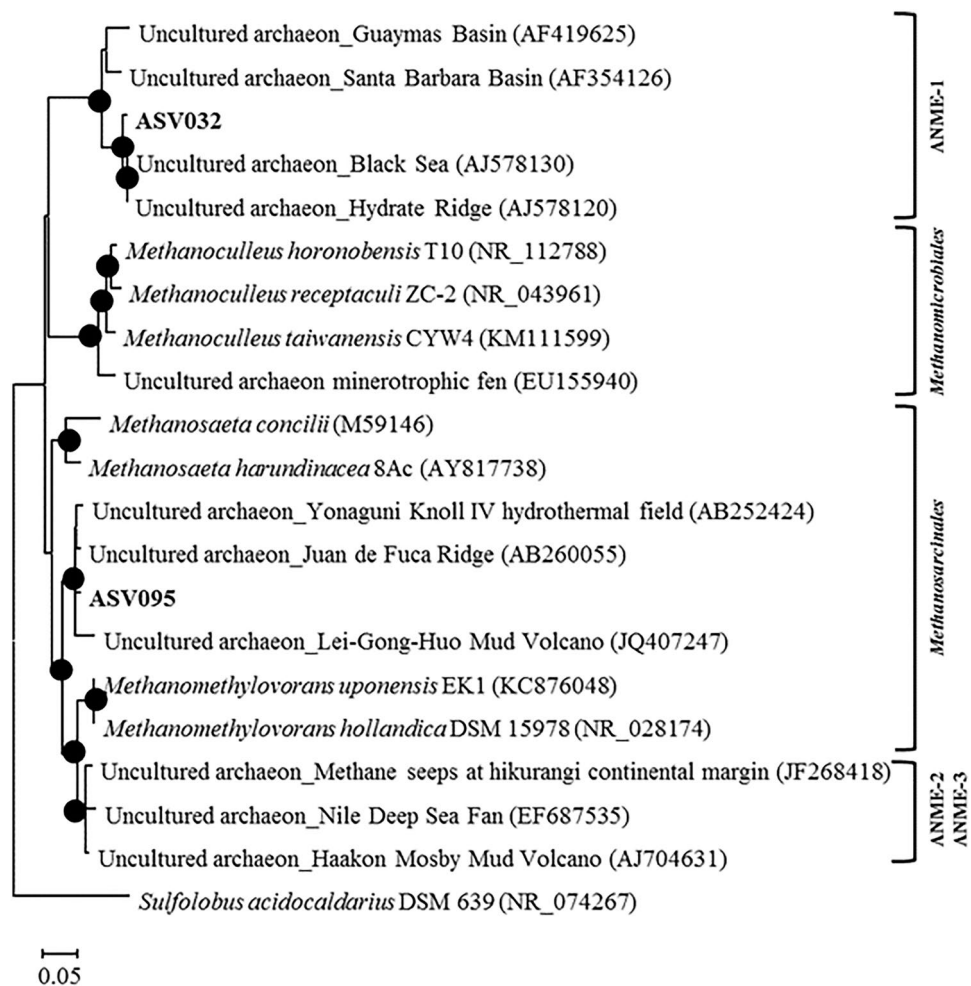 Uncultured archaeon_Guaymas Basin (AF419625)
Uncultured archaeon_Santa Barbara Basin (AF354126)
ASV032
Uncultured archaeon_Black Sea (AJ578130)
Uncultured archaeon_Hydrate Ridge (AJ578120)
ANME-1
Methanoculleus horonobensis T10 (NR_112788)
Methanoculleus receptaculi ZC-2 (NR_043961)
Methanoculleus taiwanensis CYW4 (KM111599)
Uncultured archaeon minerotrophic fen (EU155940)
Methanomicrobiales
Methanosaeta concilii (M59146)
Methanosaeta harundinacea 8Ac (AY817738)
Uncultured archaeon_Yonaguni Knoll IV hydrothermal field (AB252424)
Uncultured archaeon_Juan de Fuca Ridge (AB260055)
ASV095
Uncultured archaeon_Lei-Gong-Huo Mud Volcano (JQ407247)
Methanomethylovorans uponensis EK1 (KC876048)
Methanomethylovorans hollandica DSM 15978 (NR_028174)
Methanosarcinales
Uncultured archaeon_Methane seeps at hikurangi continental margin (JF268418)
Uncultured archaeon_Nile Deep Sea Fan (EF687535)
Uncultured archaeon_Haakon Mosby Mud Volcano (AJ704631)
ANME-2
ANME-3
Sulfolobus acidocaldarius DSM 639 (NR_074267)
0.05